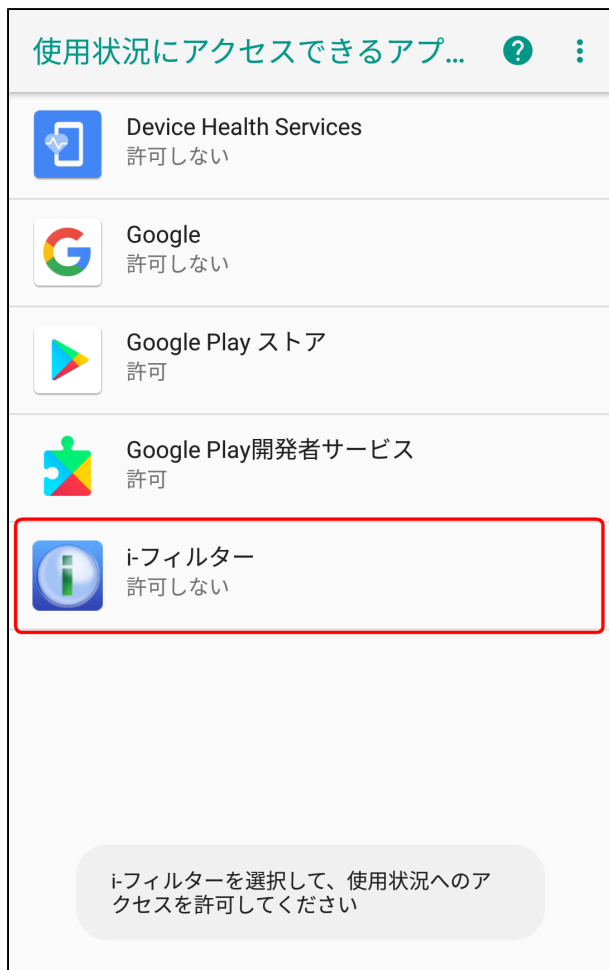 使用状況にアクセスできるアプ...
Device Health Services
許可しない
Google
許可しない
Google Play ストア
許可
Google Play開発者サービス
許可
i-フィルター
許可しない
i-フィルターを選択して、使用状況へのア
クセスを許可してください